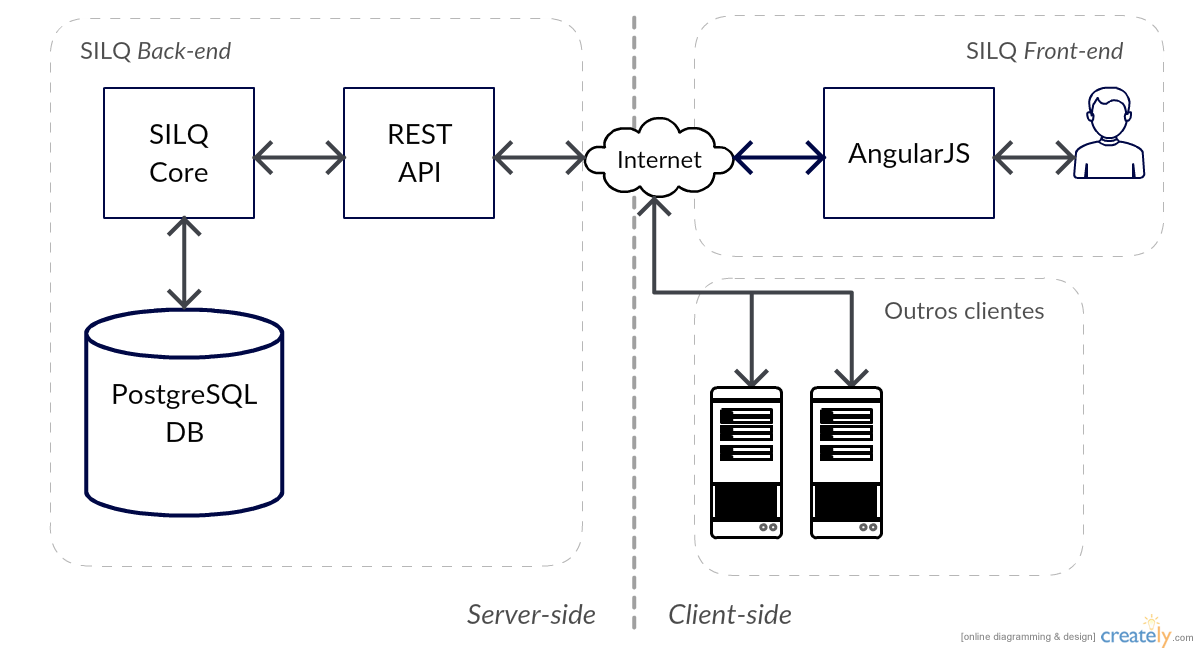 SILQ Back-end
SILQ Front-end
SILQ
Core
REST
API
Internet
AngularJS
PostgreSQL
DB
Outros clientes
Server-side
Client-side
[online diagramming & design] creately.com